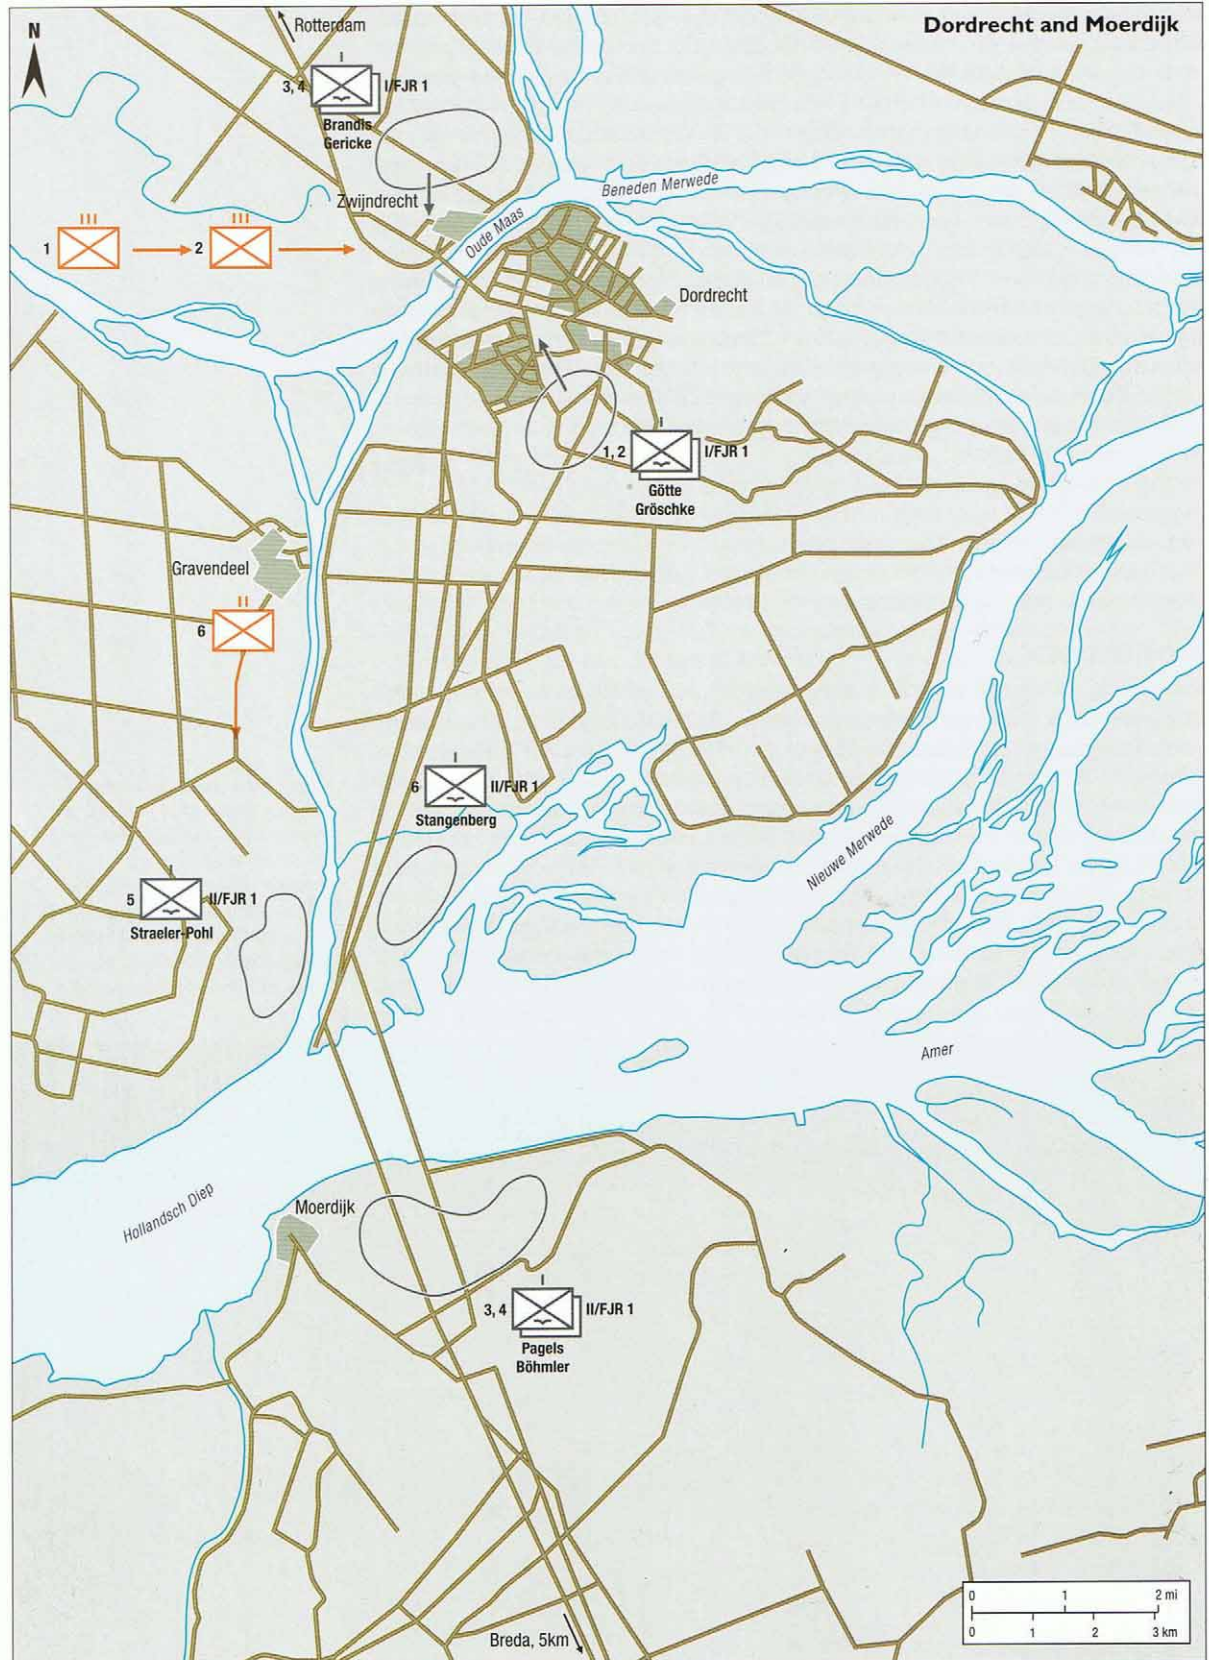 Dordrecht and Moerdijk
N
Rotterdam
I
3, 4
I/FJR 1
Brandis
Gericke
Zwijndrecht
Beneden Merwede
Oude Maas
III
1
III
2
Dordrecht
I
1, 2
I/FJR 1
Götte
Gröschke
Gravendeel
II
6
I
6
II/FJR 1
Stangenberg
Nieuwe Merwede
I
5
II/FJR 1
Straeler-Pohl
Amer
Hollandsch Diep
Moerdijk
I
3, 4
II/FJR 1
Pagels
Böhmler
0 1 2 mi
0 1 2 3 km
Breda, 5km